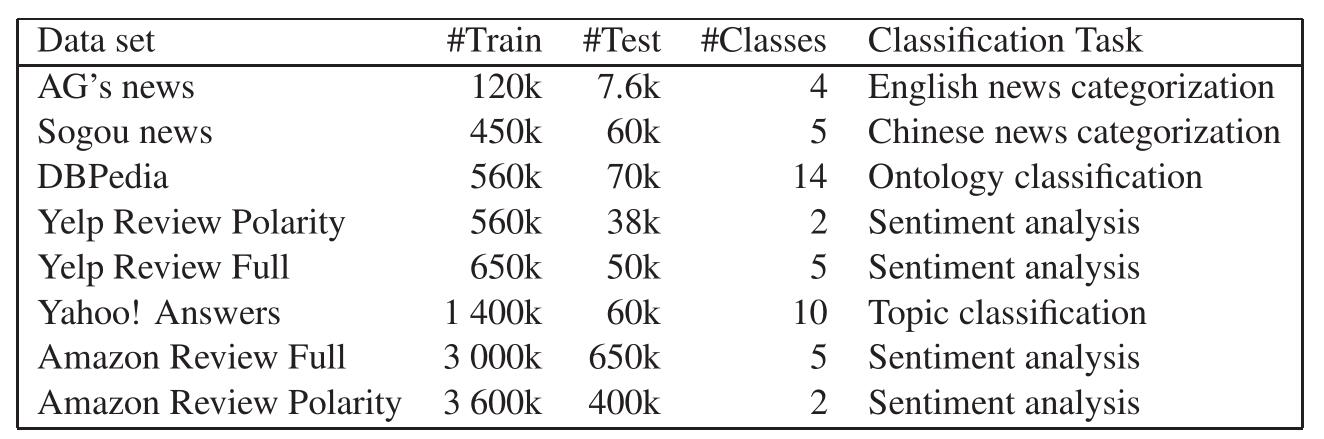 Data set #Train #Test #Classes Classification Task
AG’s news 120k 7.6k 4 English news categorization
Sogou news 450k 60k 5 Chinese news categorization
DBPedia 560k 70k 14 Ontology classification
Yelp Review Polarity 560k 38k 2 Sentiment analysis
Yelp Review Full 650k 50k 5 Sentiment analysis
Yahoo! Answers 1 400k 60k 10 Topic classification
Amazon Review Full 3 000k 650k 5 Sentiment analysis
Amazon Review Polarity 3 600k 400k 2 Sentiment analysis